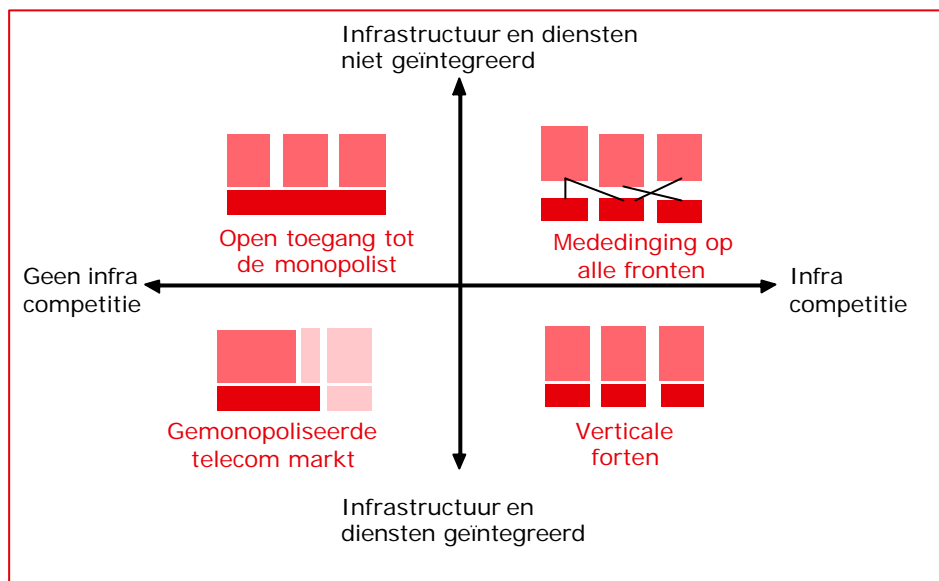 Infrastructuur en diensten
niet geïntegreerd
Open toegang tot
de monopolist
Mededinging op
alle fronten
Geen infra
competitie
Infra
competitie
Gemonopoliseerde
telecom markt
Verticale
forten
Infrastructuur en
diensten geïntegreerd